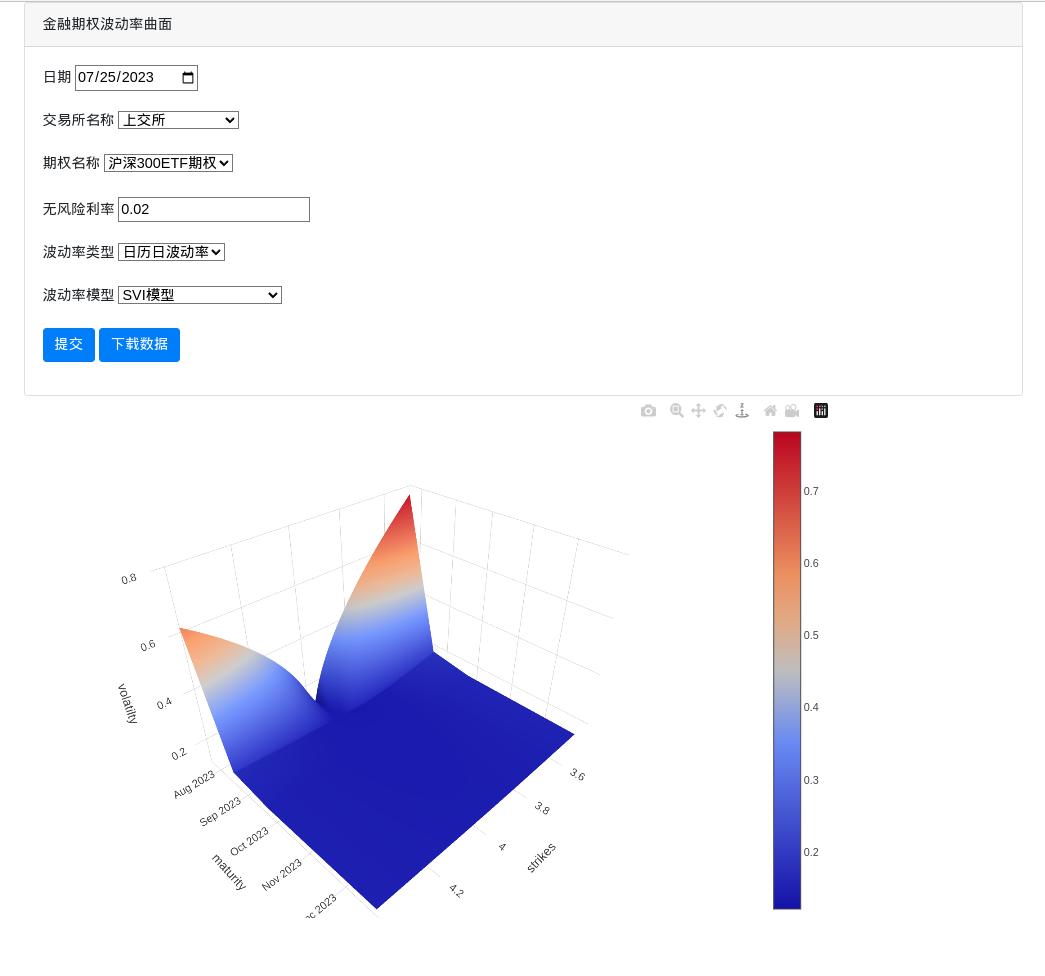 金融期权波动率曲面
日期 07/25/2023
交易所名称 上交所
期权名称 沪深300ETF期权
无风险利率 0.02
波动率类型 日历日波动率
波动率模型 SVI模型
提交 下载数据
0.8
0.6
0.4
0.2
volatilty
Aug 2023
Sep 2023
Oct 2023
Nov 2023
ec 2023
maturity
3.6
3.8
4
4.2
strikes
0.7
0.6
0.5
0.4
0.3
0.2